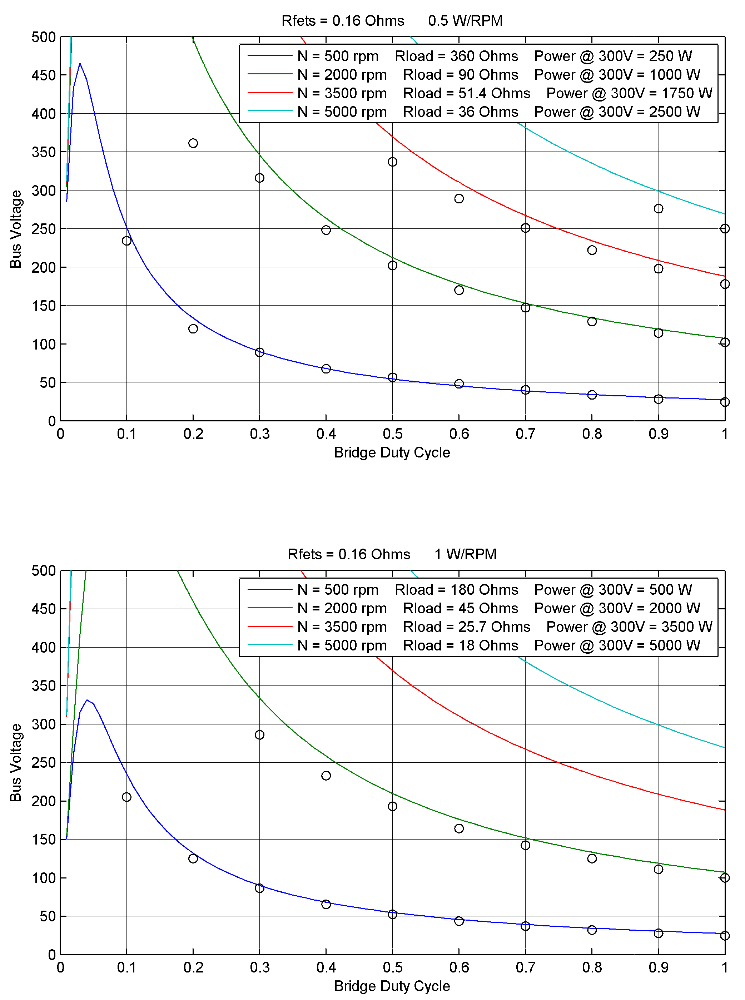 Rfets = 0.16 Ohms 0.5 W/RPM
500
450
400
350
300
250
200
150
100
50
0
Bus Voltage
N = 500 rpm Rload = 360 Ohms Power @ 300V = 250 W
N = 2000 rpm Rload = 90 Ohms Power @ 300V = 1000 W
N = 3500 rpm Rload = 51.4 Ohms Power @ 300V = 1750 W
N = 5000 rpm Rload = 36 Ohms Power @ 300V = 2500 W
0 0.1 0.2 0.3 0.4 0.5 0.6 0.7 0.8 0.9 1
Bridge Duty Cycle
Rfets = 0.16 Ohms 1 W/RPM
500
450
400
350
300
250
200
150
100
50
0
Bus Voltage
N = 500 rpm Rload = 180 Ohms Power @ 300V = 500 W
N = 2000 rpm Rload = 45 Ohms Power @ 300V = 2000 W
N = 3500 rpm Rload = 25.7 Ohms Power @ 300V = 3500 W
N = 5000 rpm Rload = 18 Ohms Power @ 300V = 5000 W
0 0.1 0.2 0.3 0.4 0.5 0.6 0.7 0.8 0.9 1
Bridge Duty Cycle